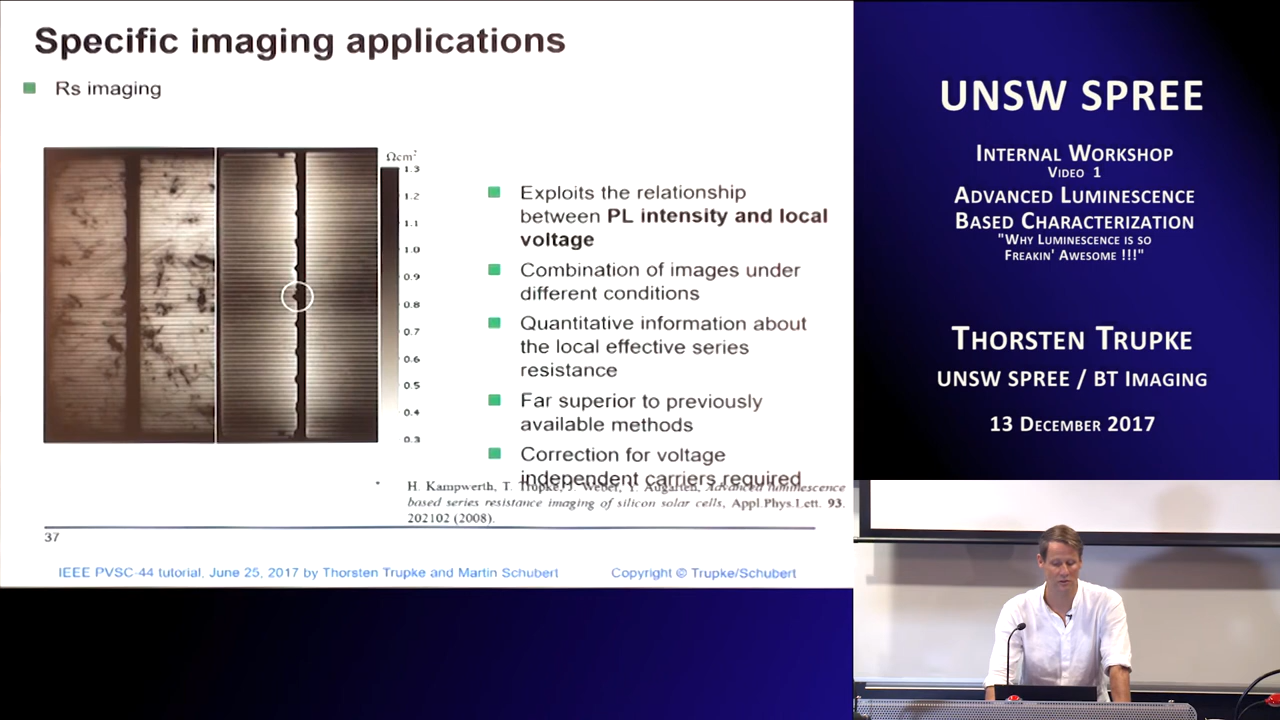 Specific imaging applications
Rs imaging
Ωcm²
1.3
1.2
1.1
1.0
0.9
0.8
0.7
0.6
0.5
0.4
0.3
Exploits the relationship
between PL intensity and local
voltage
Combination of images under
different conditions
Quantitative information about
the local effective series
resistance
Far superior to previously
available methods
Correction for voltage
independent carriers required
H. Kampwerth, T. Trupke, J. Weber, Y. Augarten, Advanced luminescence
based series resistance imaging of silicon solar cells, Appl.Phys.Lett. 93,
202102 (2008).
37
IEEE PVSC-44 tutorial, June 25, 2017 by Thorsten Trupke and Martin Schubert
Copyright © Trupke/Schubert
UNSW SPREE
INTERNAL WORKSHOP
VIDEO 1
ADVANCED LUMINESCENCE
BASED CHARACTERIZATION
"WHY LUMINESCENCE IS SO
FREAKIN' AWESOME !!!"
THORSTEN TRUPKE
UNSW SPREE / BT IMAGING
13 DECEMBER 2017